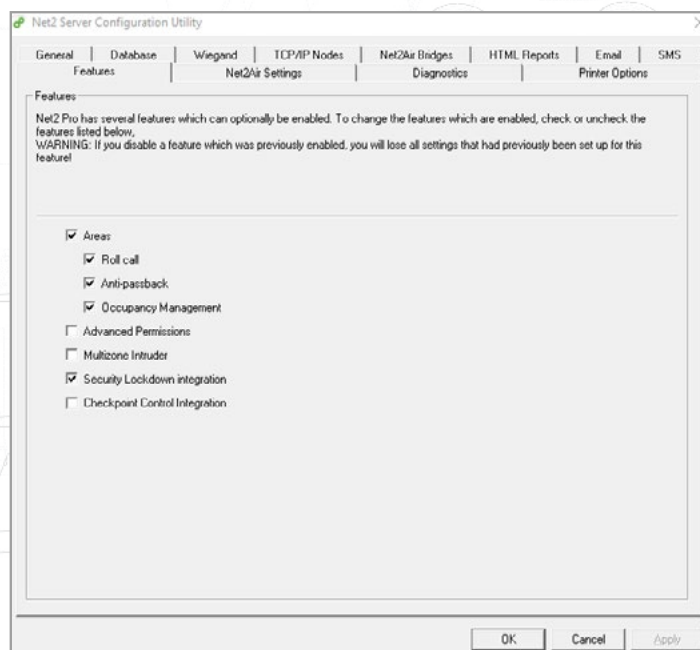 Net2 Server Configuration Utility
General Database Wiegand TCP/IP Nodes Net2Air Bridges HTML Reports Email SMS
Features Net2Air Settings Diagnostics Printer Options
Features
Net2 Pro has several features which can optionally be enabled. To change the features which are enabled, check or uncheck the
features listed below,
WARNING: If you disable a feature which was previously enabled, you will lose all settings that had previously been set up for this
feature!
Areas
Roll call
Anti-passback
Occupancy Management
Advanced Permissions
Multizone Intruder
Security Lockdown integration
Checkpoint Control Integration
OK Cancel Apply